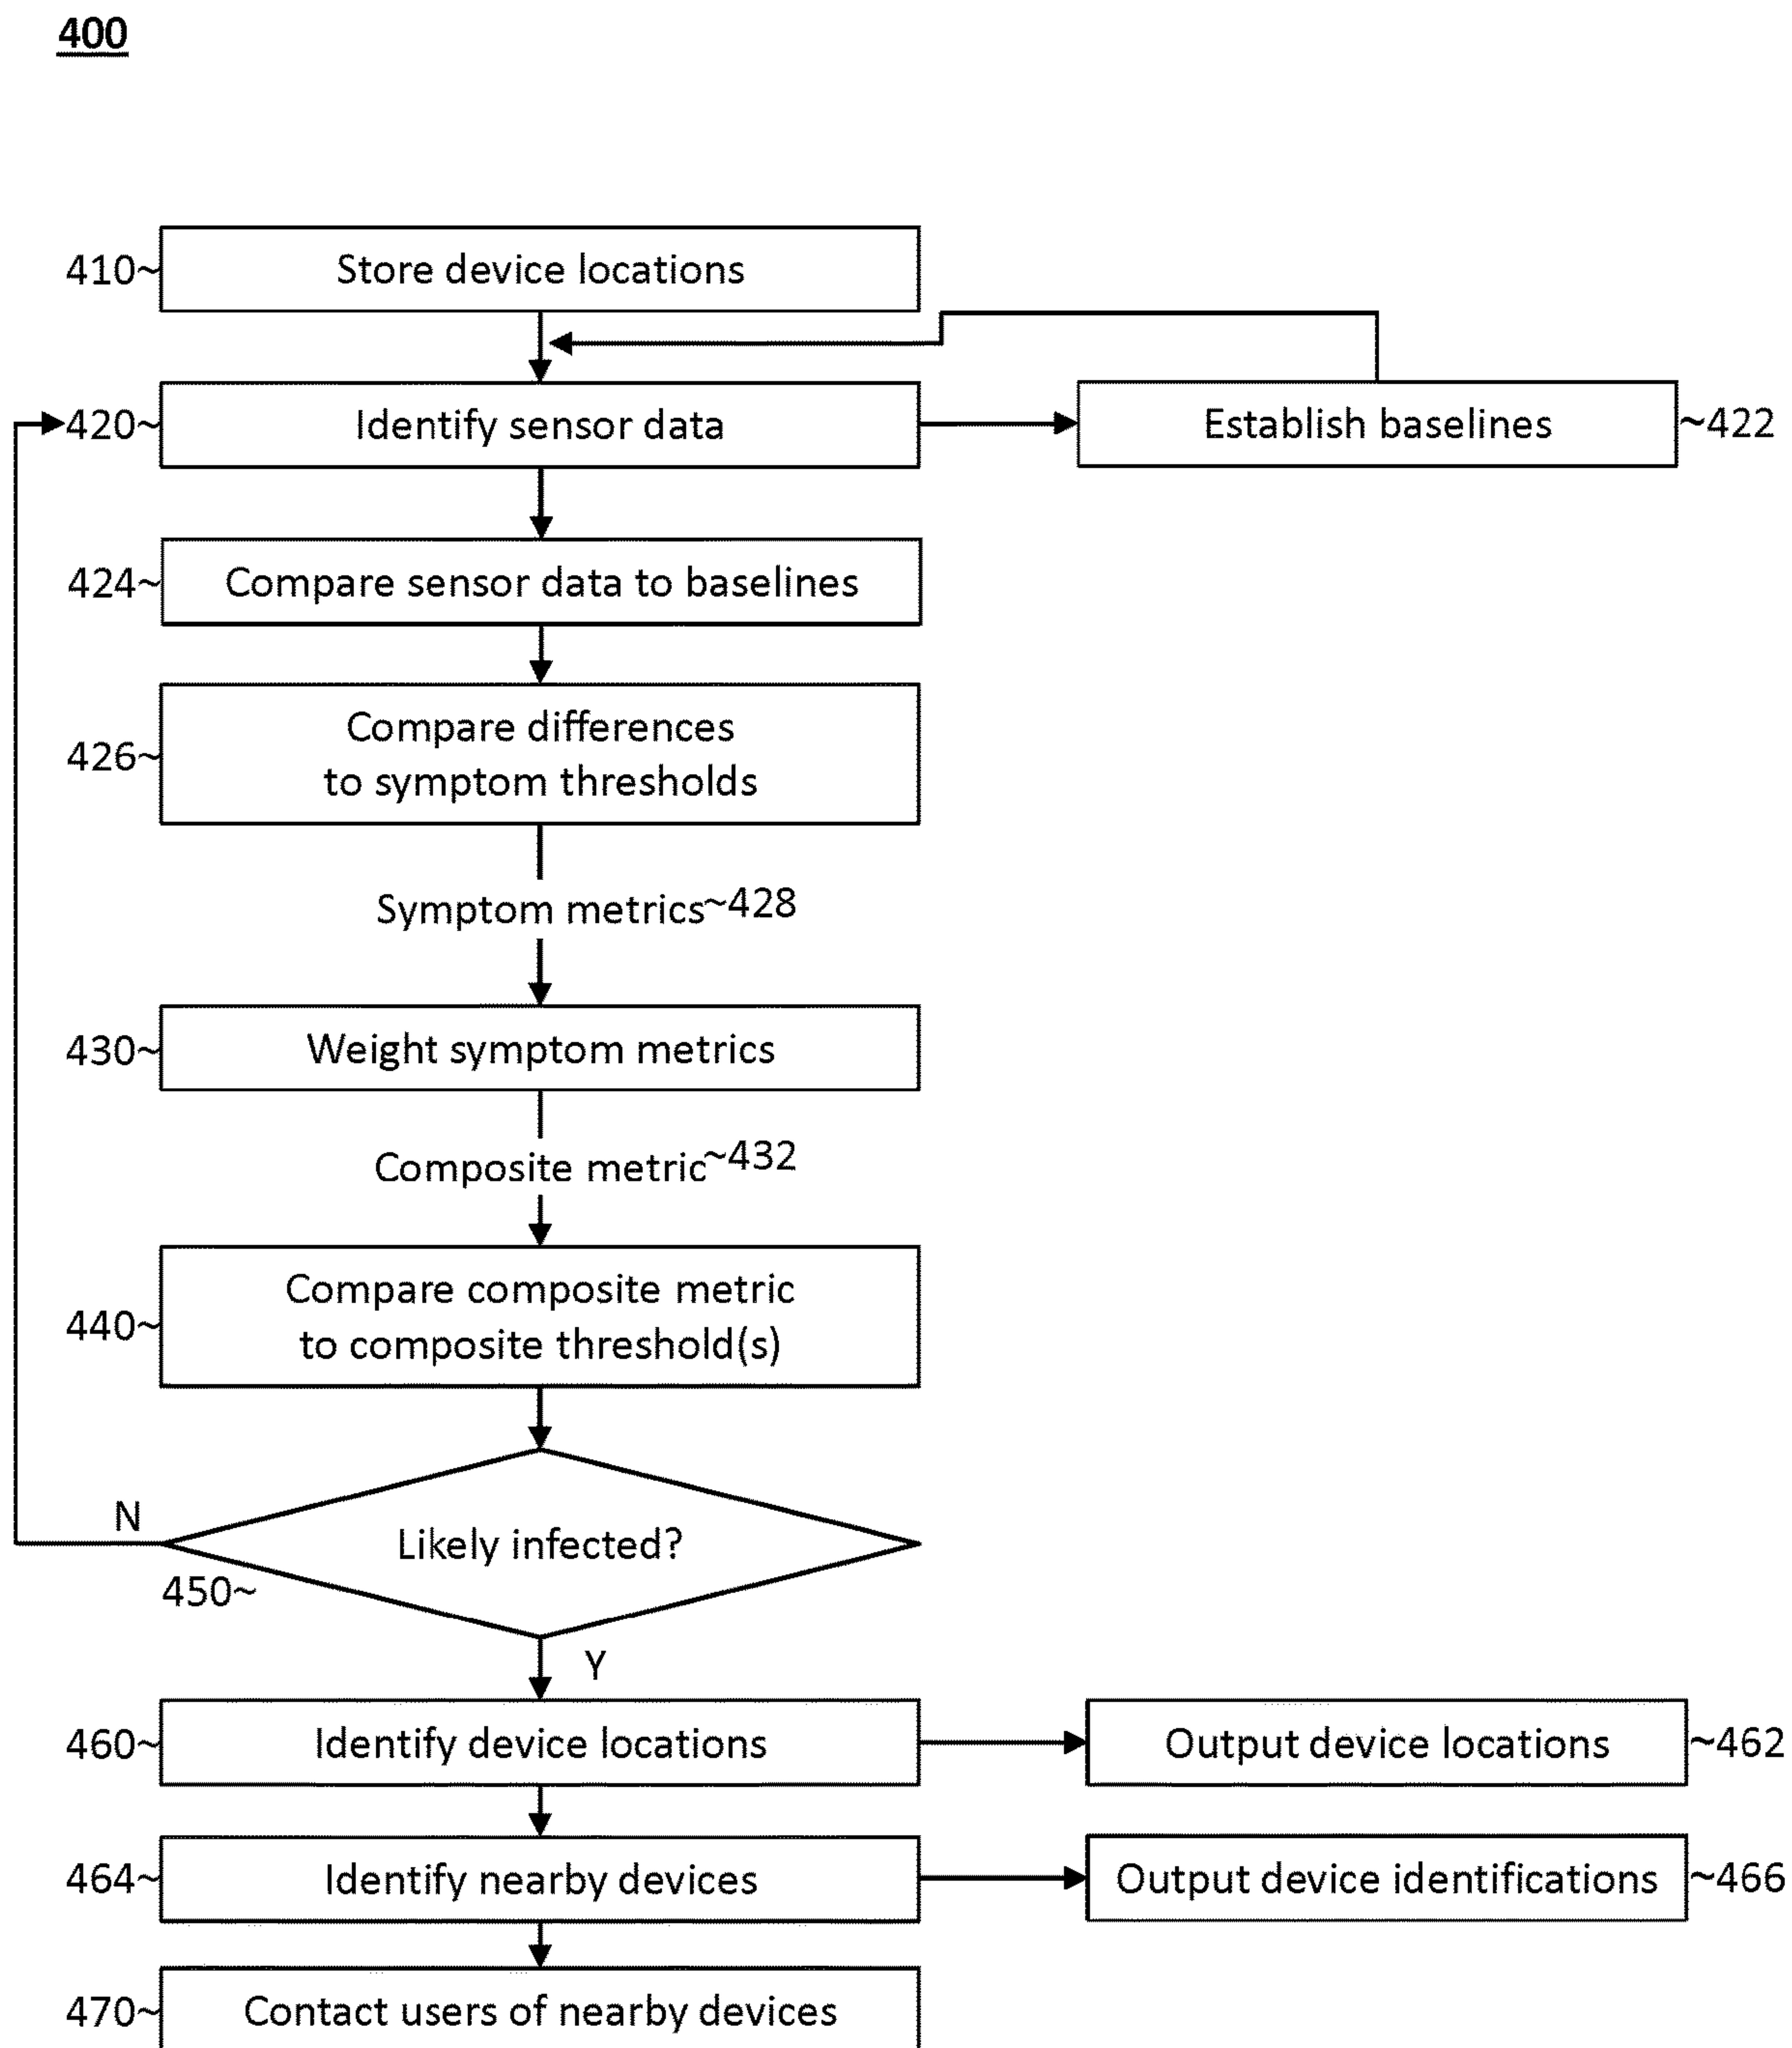 400
410~ Store device locations
420~ Identify sensor data
Establish baselines ~422
424~ Compare sensor data to baselines
Compare differences
426~
to symptom thresholds
Symptom metrics~428
430~ Weight symptom metrics
Composite metric~432
Compare composite metric
440~
to composite threshold(s)
N
Likely infected?
450~
Y
460~ Identify device locations
Output device locations ~462
464~ Identify nearby devices
Output device identifications ~466
470~ Contact users of nearby devices